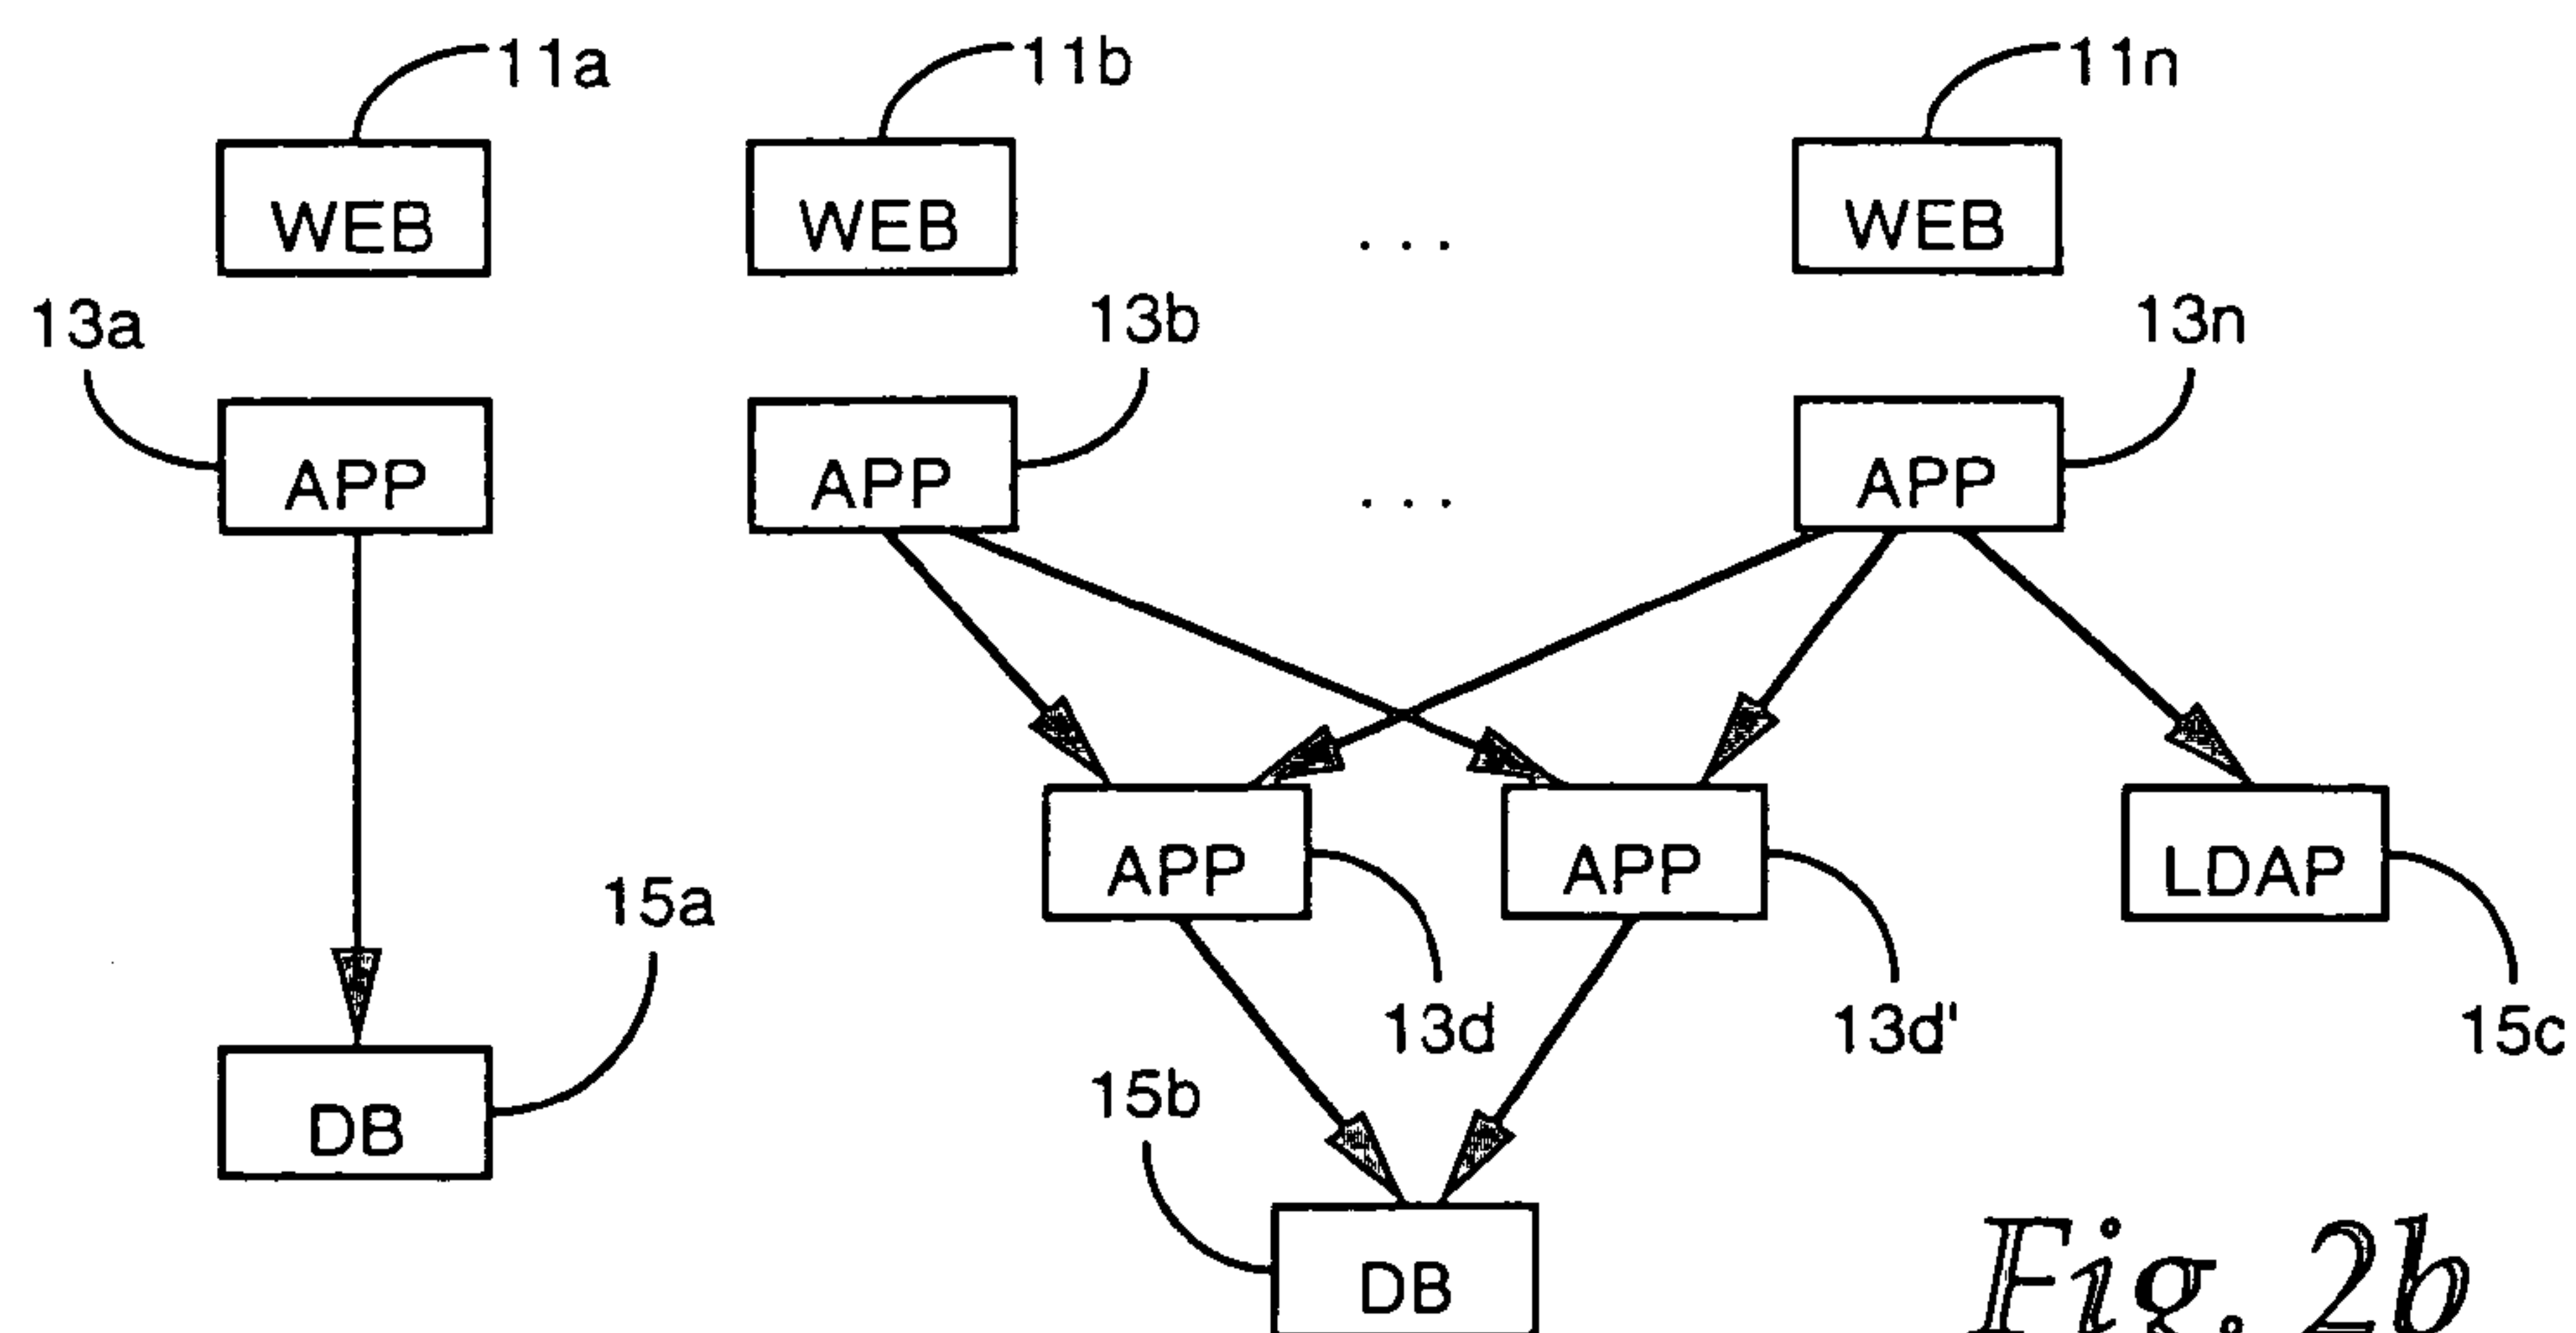 11a 11b 11n
WEB WEB ... WEB
13a 13b 13n
APP APP ... APP
APP APP LDAP
15a
13d 13d' 15c
DB
15b
DB
Fig. 2b